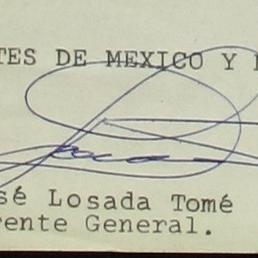 TES DE MEXICO Y
sé Losada Tomé
rente General.